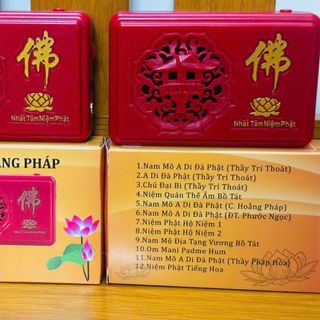 佛
Nhất Tâm Niệm Phật
佛
Nhất Tâm Niệm Phật
ẰNG PHÁP
佛
1.Nam Mô A Di Đà Phật (Thầy Trí Thoát)
2.A Di Đà Phật (Thầy Trí Thoát)
3.Chú Đại Bi (Thầy Trí Thoát)
4.Niệm Quán Thế Âm Bồ Tát
5.Nam Mô A Di Đà Phật (C. Hoằng Pháp)
6.Nam Mô A Di Đà Phật (ĐT. Phước Ngọc)
7.Niệm Phật Hộ Niệm 1
8.Niệm Phật Hộ Niệm 2
9.Nam Mô Địa Tạng Vương Bồ Tát
10.Om Mani Padme Hum
11.Nam Mô A Di Đà Phật (Thầy Pháp Hòa)
12.Niệm Phật Tiếng Hoa